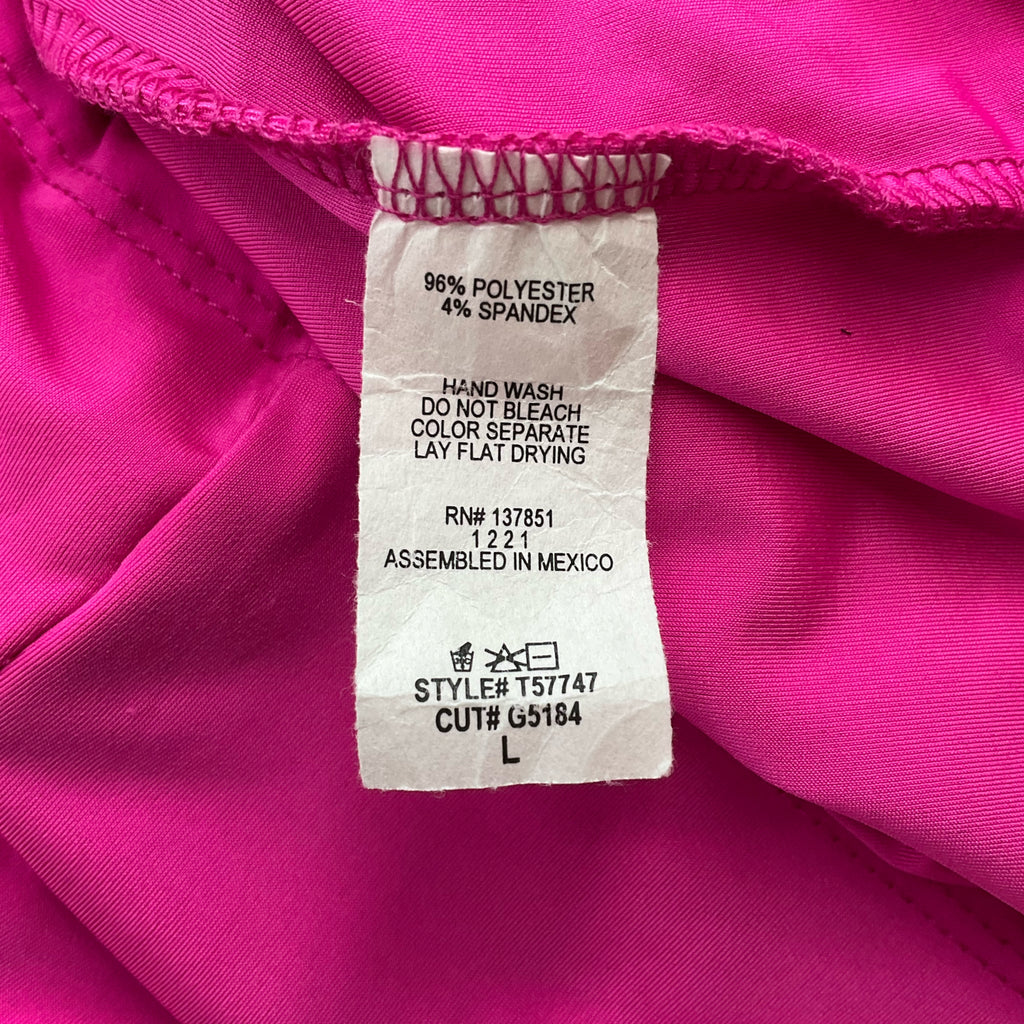 96% POLYESTER
4% SPANDEX
HAND WASH
DO NOT BLEACH
COLOR SEPARATE
LAY FLAT DRYING
RN# 137851
1 2 2 1
ASSEMBLED IN MEXICO
STYLE# T57747
CUT# G5184
L